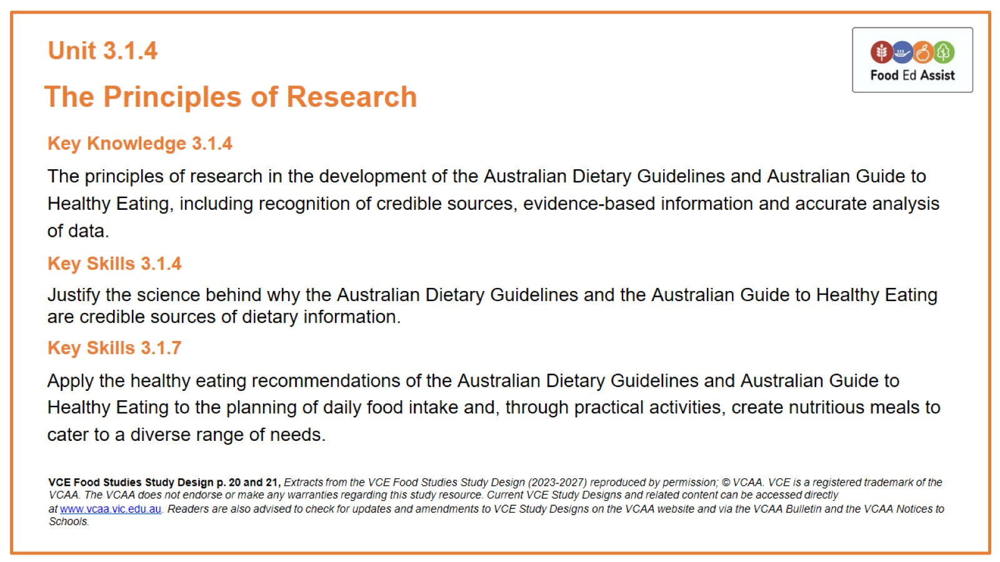 Unit 3.1.4
Food Ed Assist
The Principles of Research
Key Knowledge 3.1.4
The principles of research in the development of the Australian Dietary Guidelines and Australian Guide to
Healthy Eating, including recognition of credible sources, evidence-based information and accurate analysis
of data.
Key Skills 3.1.4
Justify the science behind why the Australian Dietary Guidelines and the Australian Guide to Healthy Eating
are credible sources of dietary information.
Key Skills 3.1.7
Apply the healthy eating recommendations of the Australian Dietary Guidelines and Australian Guide to
Healthy Eating to the planning of daily food intake and, through practical activities, create nutritious meals to
cater to a diverse range of needs.
VCE Food Studies Study Design p. 20 and 21, Extracts from the VCE Food Studies Study Design (2023-2027) reproduced by permission; © VCAA. VCE is a registered trademark of the
VCAA. The VCAA does not endorse or make any warranties regarding this study resource. Current VCE Study Designs and related content can be accessed directly
at www.vcaa.vic.edu.au. Readers are also advised to check for updates and amendments to VCE Study Designs on the VCAA website and via the VCAA Bulletin and the VCAA Notices to
Schools.